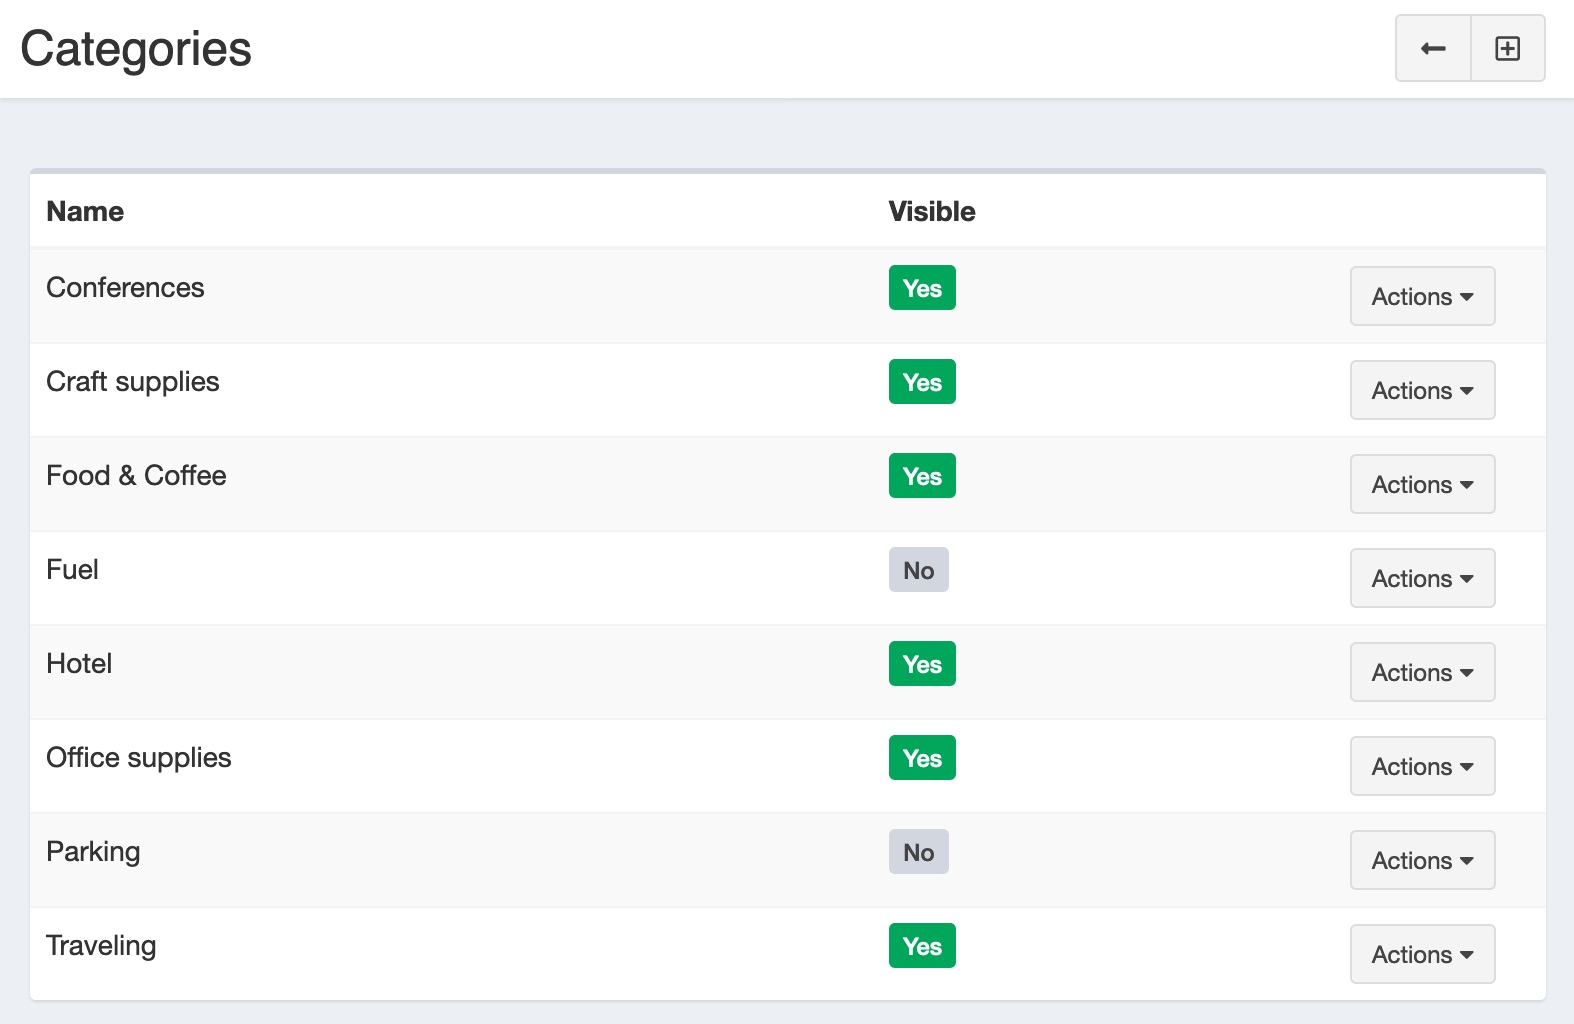 Categories
Name Visible
Conferences Yes Actions
Craft supplies Yes Actions
Food & Coffee Yes Actions
Fuel No Actions
Hotel Yes Actions
Office supplies Yes Actions
Parking No Actions
Traveling Yes Actions